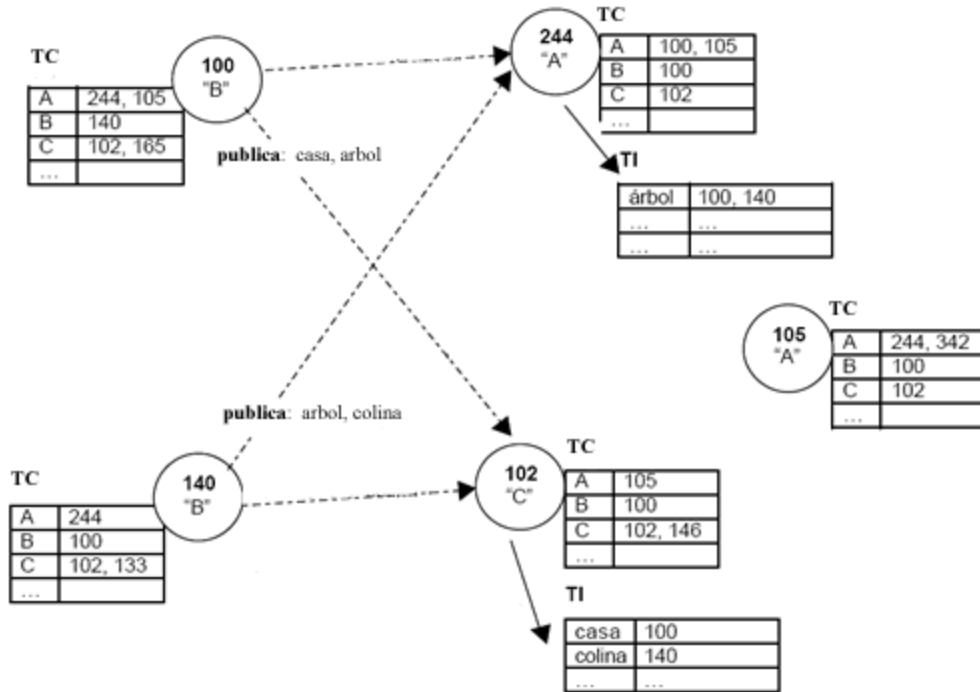 TC
100
"B"
A 244, 105
B 140
C 102, 165
...
244
"A"
TC
A 100, 105
B 100
C 102
...
publica: casa, arbol
TI
árbol 100, 140
... ...
... ...
105
"A"
TC
A 244, 342
B 100
C 102
...
publica: arbol, colina
TC
140
"B"
A 244
B 100
C 102, 133
...
102
"C"
TC
A 105
B 100
C 102, 146
...
TI
casa 100
colina 140
... ...